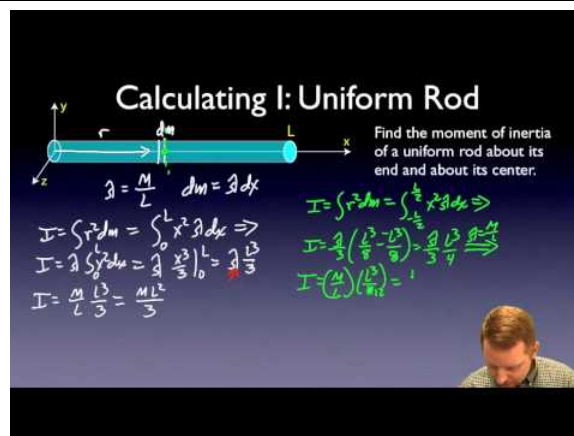 Calculating I: Uniform Rod
y
r
dm
L
x
z
Find the moment of inertia
of a uniform rod about its
end and about its center.
λ = M/L dm = λdx
I = ∫r²dm = ∫₀ᴸ x²λdx ⇒
I = λ∫₀ᴸx²dx = λ x³/3 |₀ᴸ = λ L³/3
I = M/L L³/3 = ML²/3
I = ∫r²dm = ∫_{-L/2}^{L/2} x²λdx ⇒
I = λ/3 (L³/8 - -L³/8) = λ/3 L³/4 λ=M/L ⇒
I = (M/L)(L³/12) =